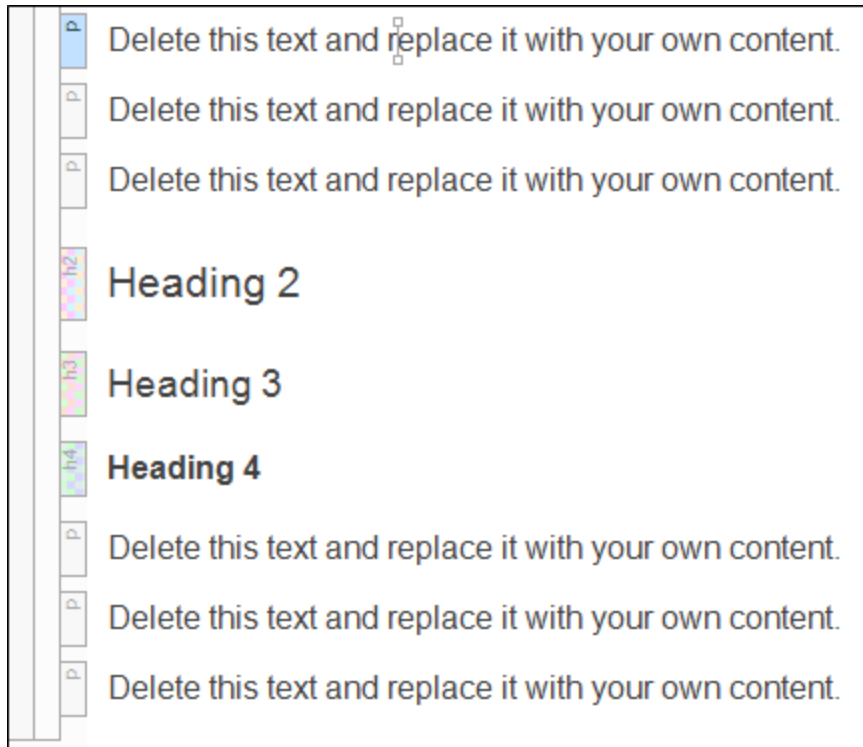 p Delete this text and replace it with your own content.
p Delete this text and replace it with your own content.
p Delete this text and replace it with your own content.
h2 Heading 2
h3 Heading 3
h4 Heading 4
p Delete this text and replace it with your own content.
p Delete this text and replace it with your own content.
p Delete this text and replace it with your own content.